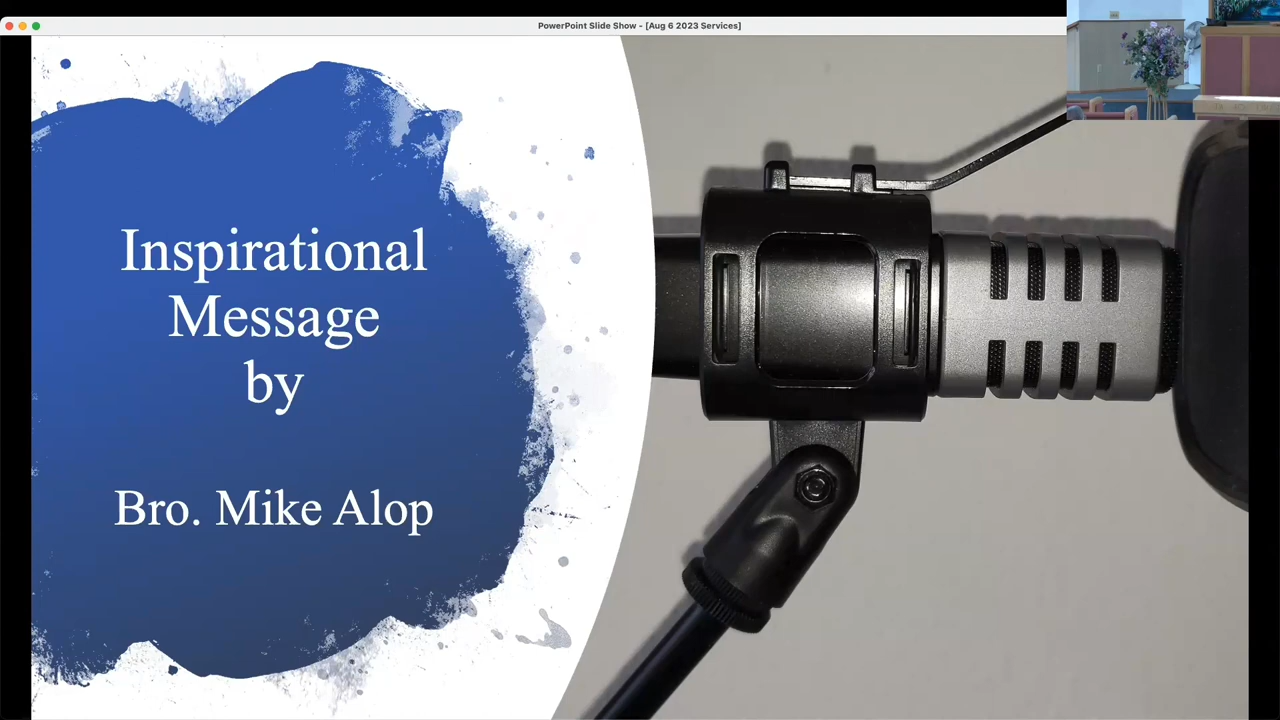 PowerPoint Slide Show - [Aug 6 2023 Services]
Inspirational
Message
by
Bro. Mike Alop